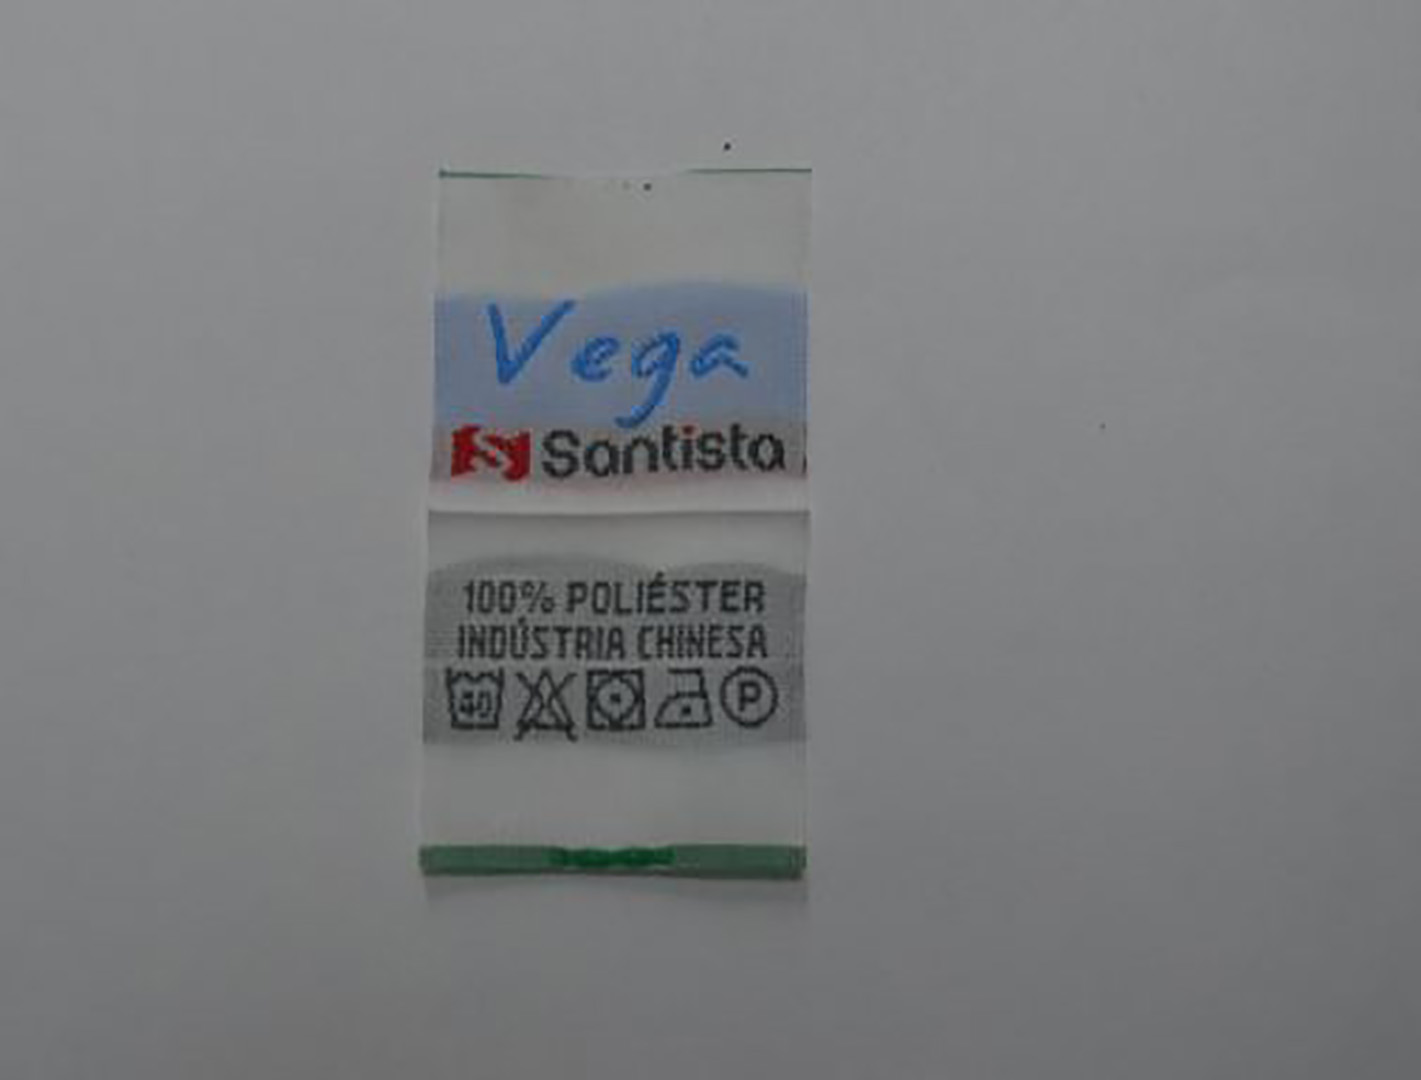 Vega
Santista
100% POLIÉSTER
INDÚSTRIA CHINESA
40 P